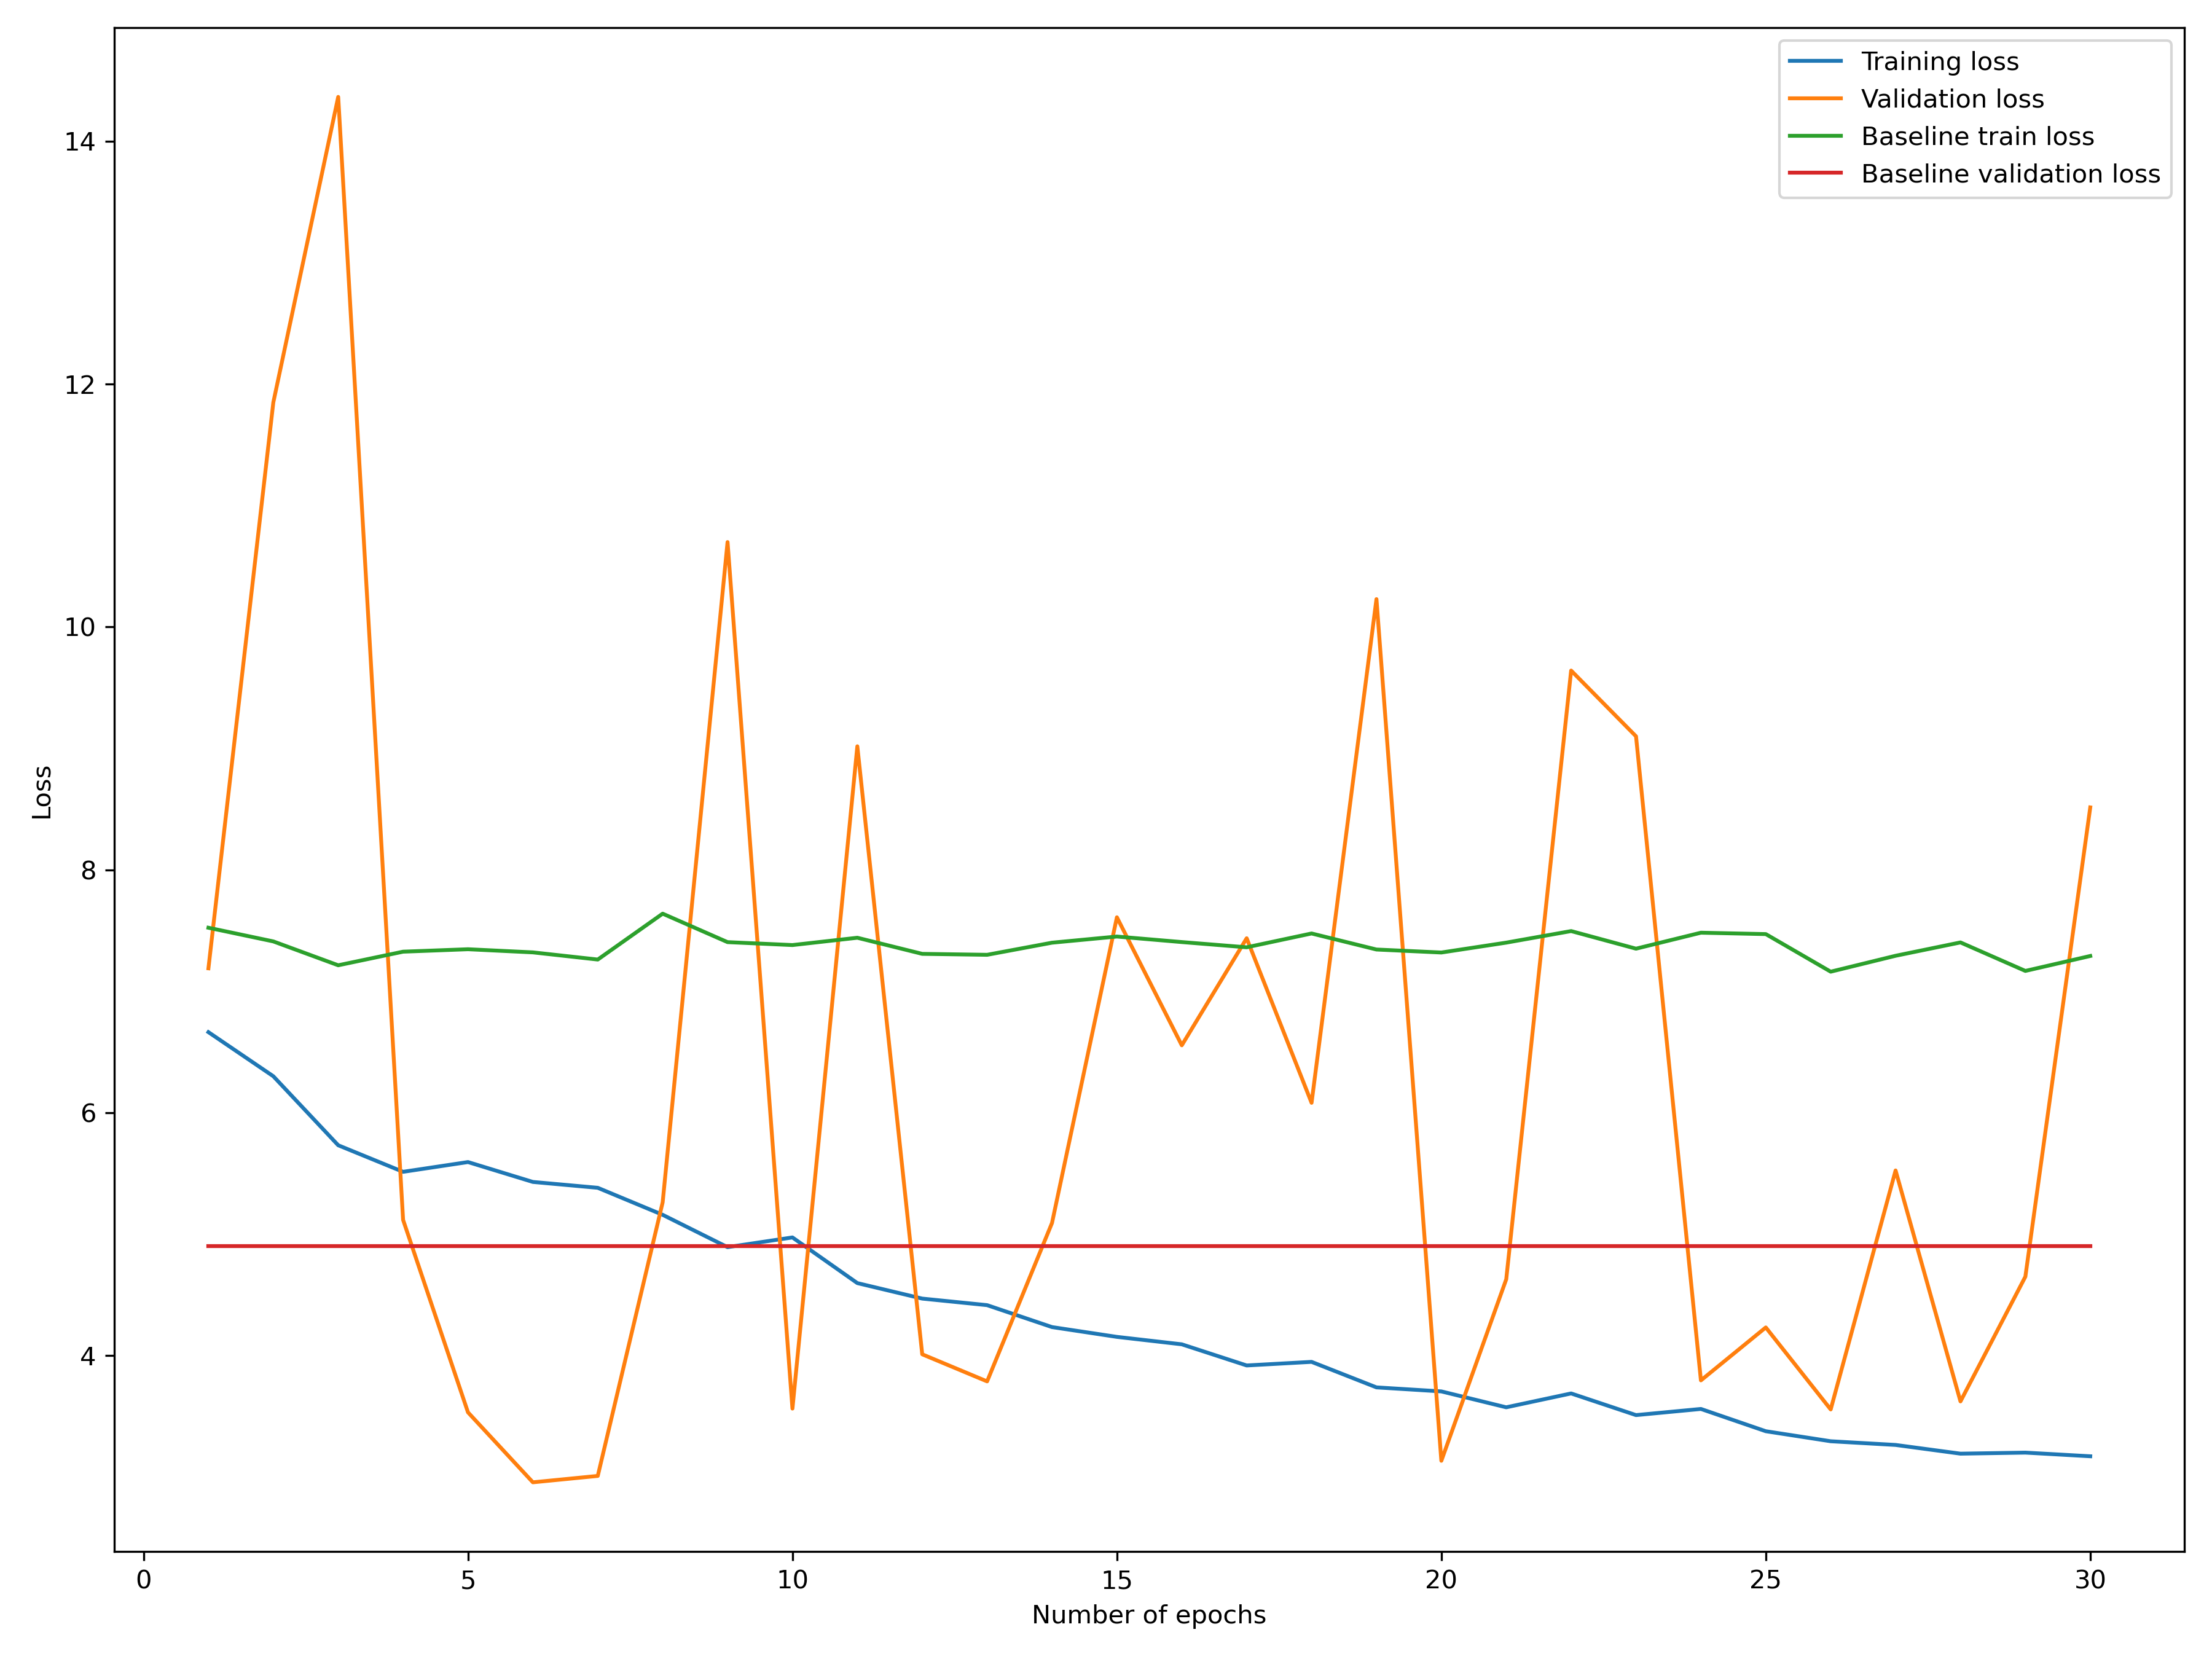 Training loss
Validation loss
Baseline train loss
Baseline validation loss
14
12
10
8
6
4
Loss
0 5 10 15 20 25 30
Number of epochs